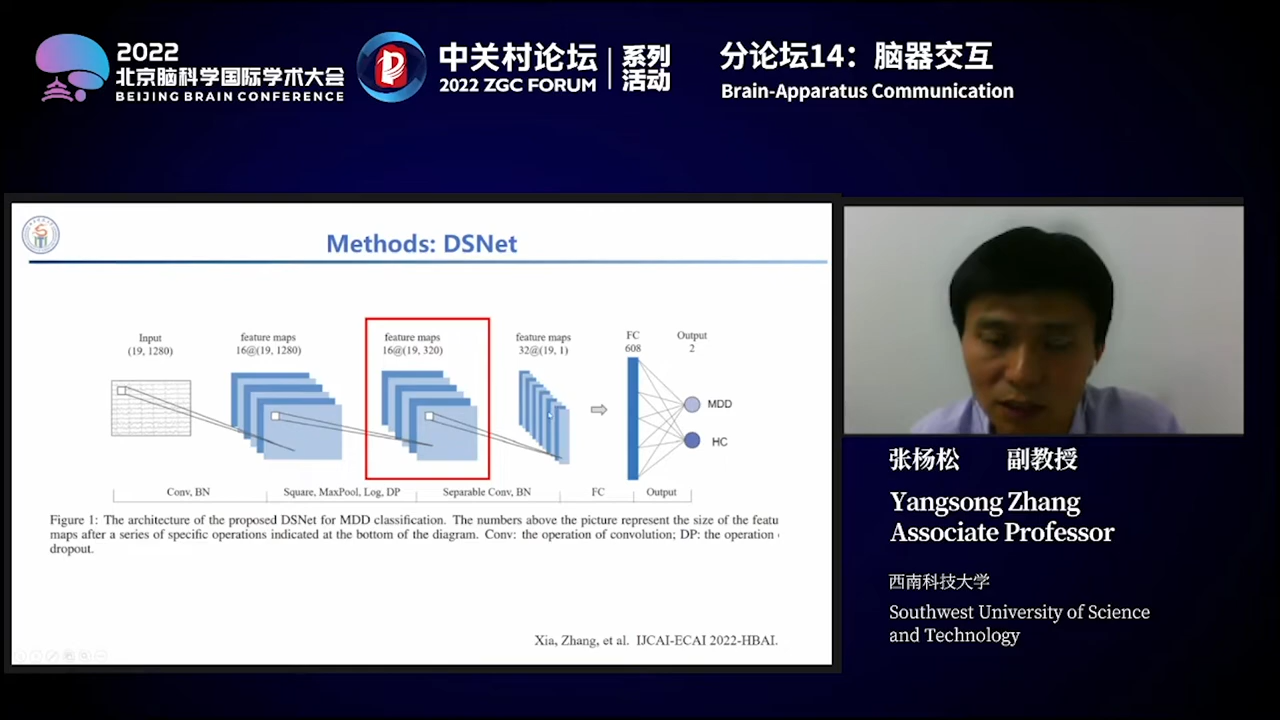 2022
北京脑科学国际学术大会
BEIJING BRAIN CONFERENCE
中关村论坛
2022 ZGC FORUM
系列
活动
分论坛14：脑器交互
Brain-Apparatus Communication
Methods: DSNet
Input
(19, 1280)
feature maps
16@(19, 1280)
feature maps
16@(19, 320)
feature maps
32@(19, 1)
FC
608
Output
2
MDD
HC
Conv, BN
Square, MaxPool, Log, DP
Separable Conv, BN
FC
Output
Figure 1: The architecture of the proposed DSNet for MDD classification. The numbers above the picture represent the size of the featu
maps after a series of specific operations indicated at the bottom of the diagram. Conv: the operation of convolution; DP: the operation
dropout.
Xia, Zhang, et al. IJCAI-ECAI 2022-HBAI.
张杨松 副教授
Yangsong Zhang
Associate Professor
西南科技大学
Southwest University of Science
and Technology